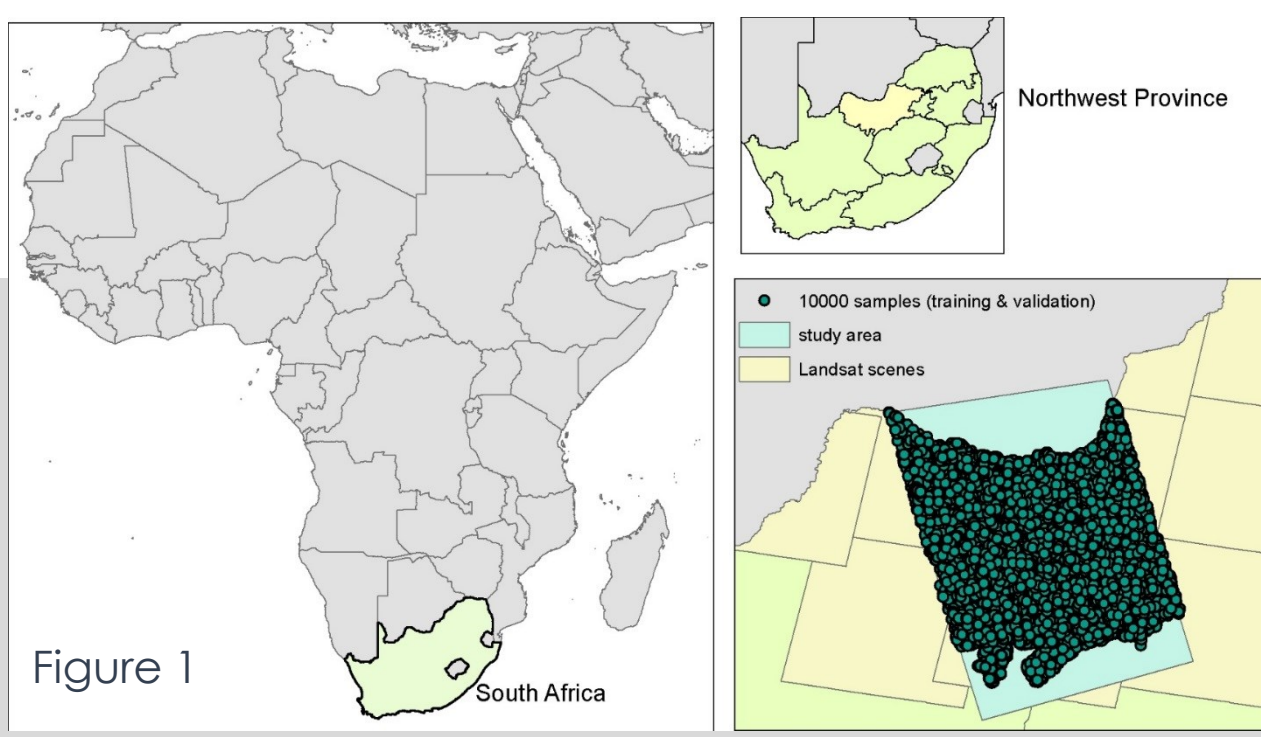 Northwest Province
10000 samples (training & validation)
study area
Landsat scenes
Figure 1
South Africa